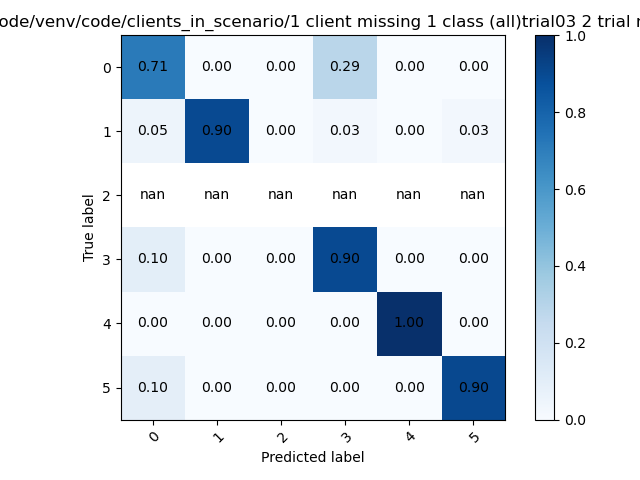 ode/venv/code/clients_in_scenario/1 client missing 1 class (all)trial03 2 trial r
True label
0 0.71 0.00 0.00 0.29 0.00 0.00
1 0.05 0.90 0.00 0.03 0.00 0.03
2 nan nan nan nan nan nan
3 0.10 0.00 0.00 0.90 0.00 0.00
4 0.00 0.00 0.00 0.00 1.00 0.00
5 0.10 0.00 0.00 0.00 0.00 0.90
0 1 2 3 4 5
Predicted label
1.0
0.8
0.6
0.4
0.2
0.0